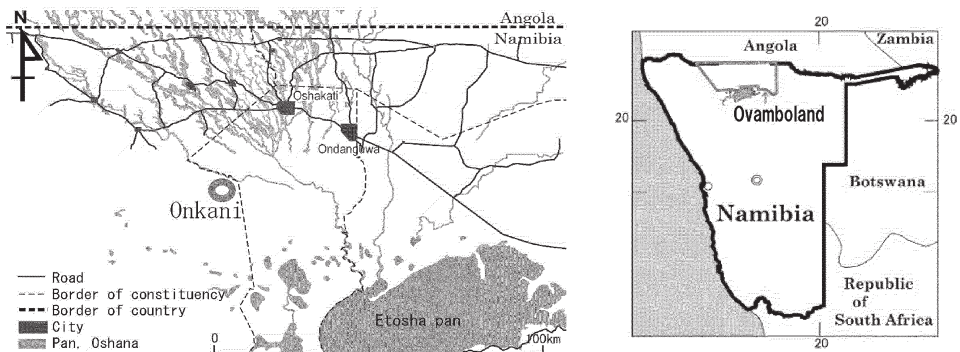 N
Angola
Namibia
Oshakati
Ondangowa
Onkani
Road
Border of constituency
Border of country
City
Pan, Oshana
Etosha pan
0
100km
20
Angola
Zambia
20
Ovamboland
20
Botswana
Namibia
Republic
of
South Africa
20